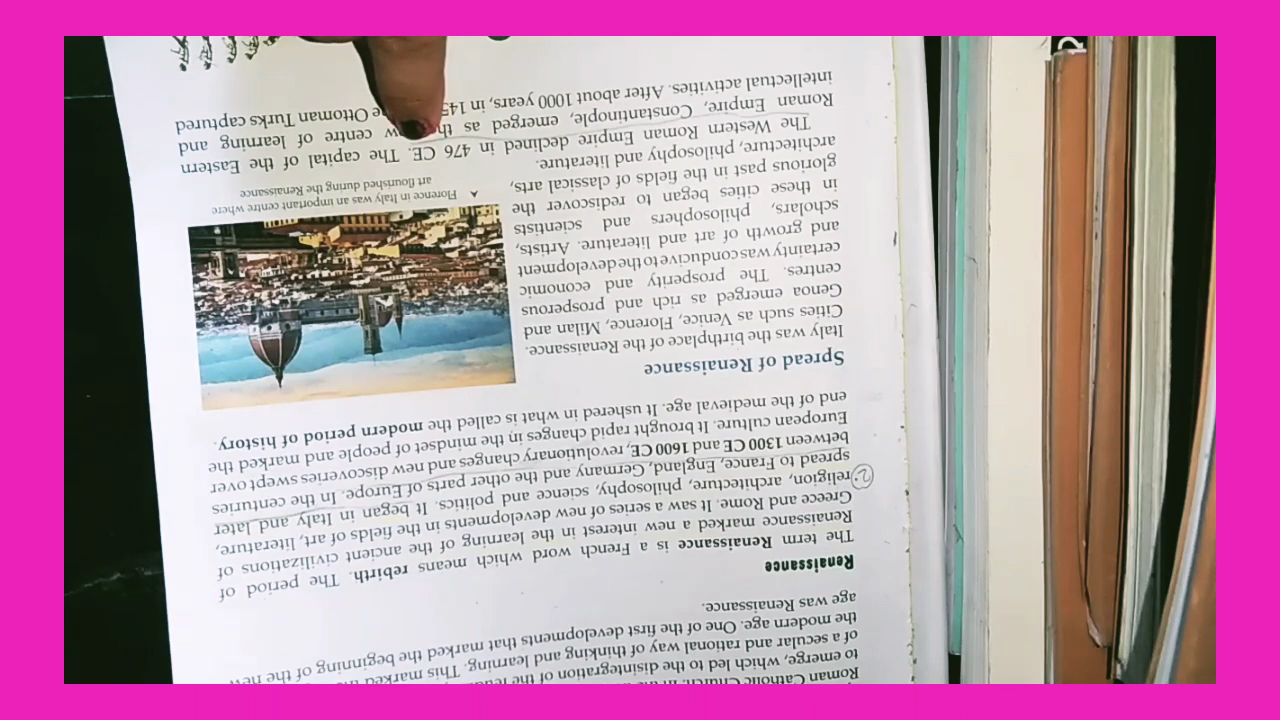 Roman Catholic Church. In the
to emerge, which led to the disintegration of the
of a secular and rational way of thinking and learning. This marked the
the modern age. One of the first developments that marked the beginning of the new
age was Renaissance.
Renaissance
The term Renaissance is a French word which means rebirth. The period of
Renaissance marked a new interest in the learning of the ancient civilizations of
Greece and Rome. It saw a series of new developments in the fields of art, literature,
religion, architecture, philosophy, science and politics. It began in Italy and later
spread to France, England, Germany and the other parts of Europe. In the centuries
between 1300 CE and 1600 CE, revolutionary changes and new discoveries swept over
European culture. It brought rapid changes in the mindset of people and marked the
end of the medieval age. It ushered in what is called the modern period of history.
Spread of Renaissance
Italy was the birthplace of the Renaissance.
Cities such as Venice, Florence, Milan and
Genoa emerged as rich and prosperous
centres. The prosperity and economic
certainty was conducive to the development
and growth of art and literature. Artists,
scholars, philosophers and scientists
in these cities began to rediscover the
glorious past in the fields of classical arts,
architecture, philosophy and literature.
Florence in Italy was an important centre where
art flourished during the Renaissance
The Western Roman Empire declined in 476 CE. The capital of the Eastern
Roman Empire, Constantinople, emerged as centre of learning and
intellectual activities. After about 1000 years, in Ottoman Turks captured